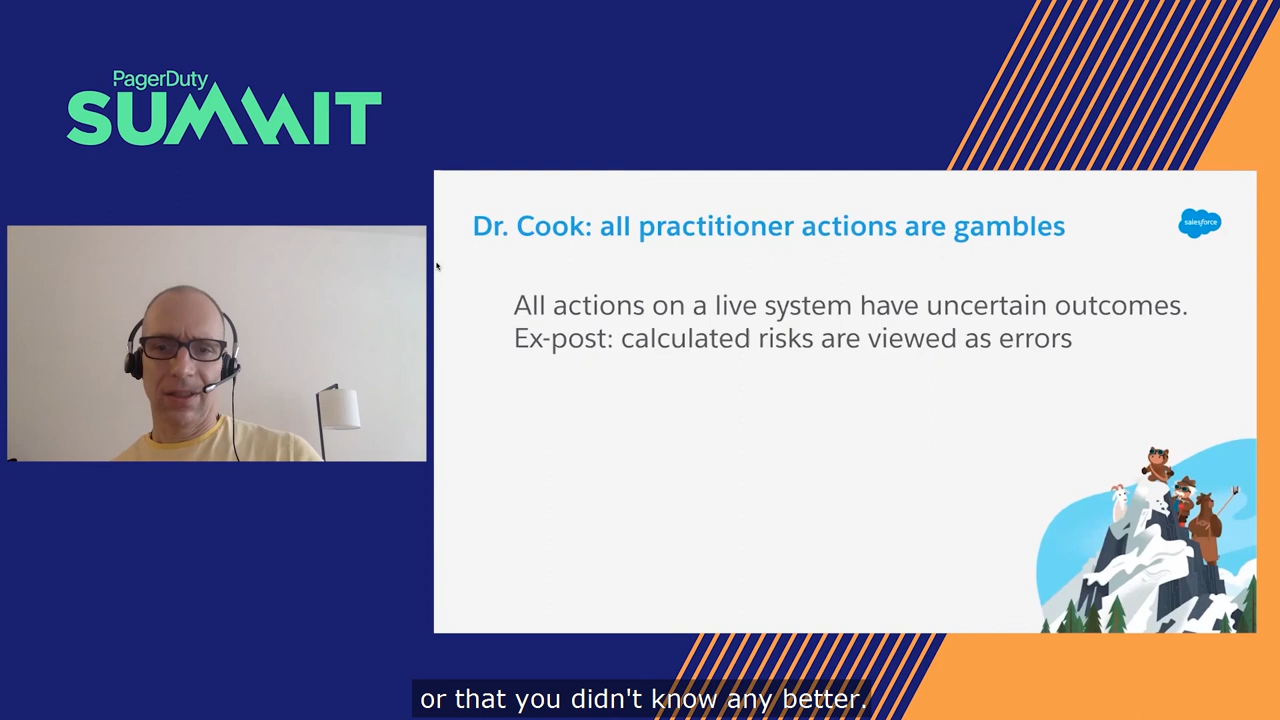 PagerDuty
SUMMIT
Dr. Cook: all practitioner actions are gambles
salesforce
All actions on a live system have uncertain outcomes.
Ex-post: calculated risks are viewed as errors
or that you didn't know any better.